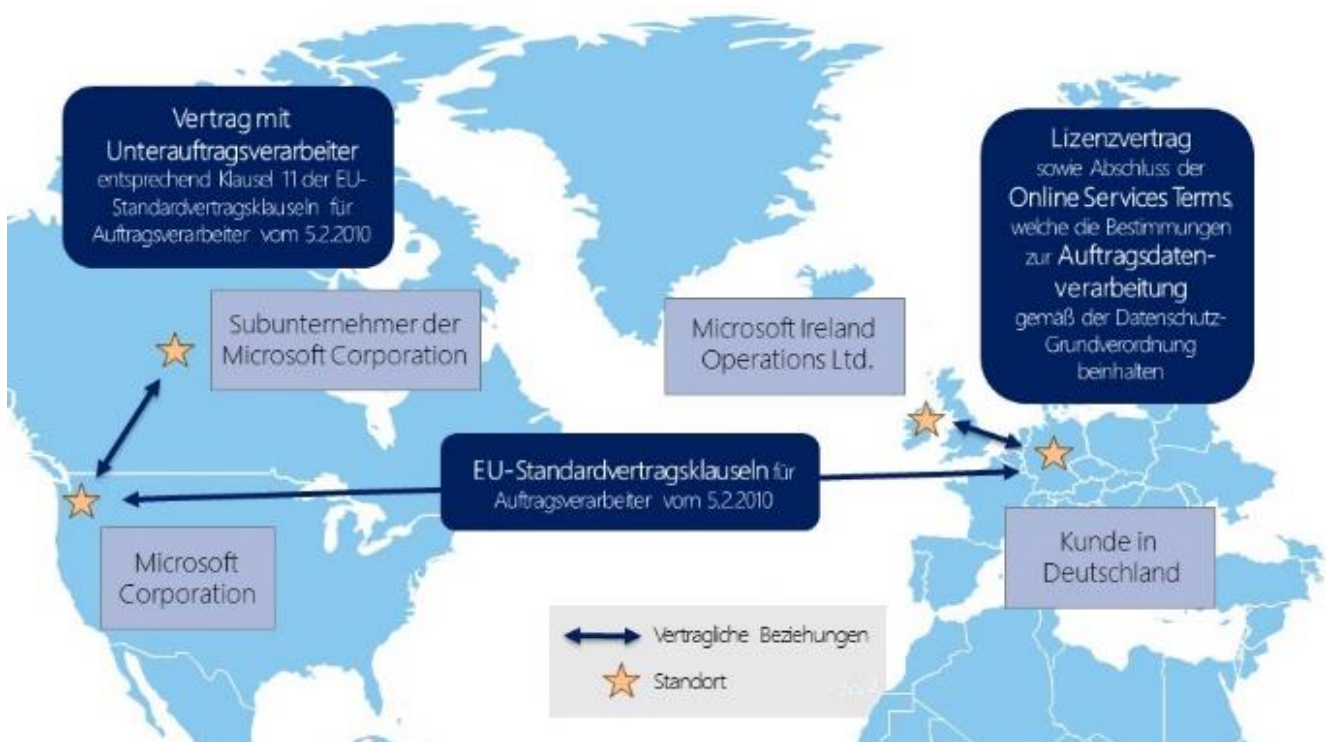 Vertrag mit
Unterauftragsverarbeiter
entsprechend Klausel 11 der EU-
Standardvertragsklauseln für
Auftragsverarbeiter vom 5.2.2010
Lizenzvertrag
sowie Abschluss der
Online Services Terms,
welche die Bestimmungen
zur Auftragsdaten-
verarbeitung
gemäß der Datenschutz-
Grundverordnung
beinhalten
Subunternehmer der
Microsoft Corporation
Microsoft Ireland
Operations Ltd.
EU-Standardvertragsklauseln für
Auftragsverarbeiter vom 5.2.2010
Microsoft
Corporation
Kunde in
Deutschland
Vertragliche Beziehungen
Standort